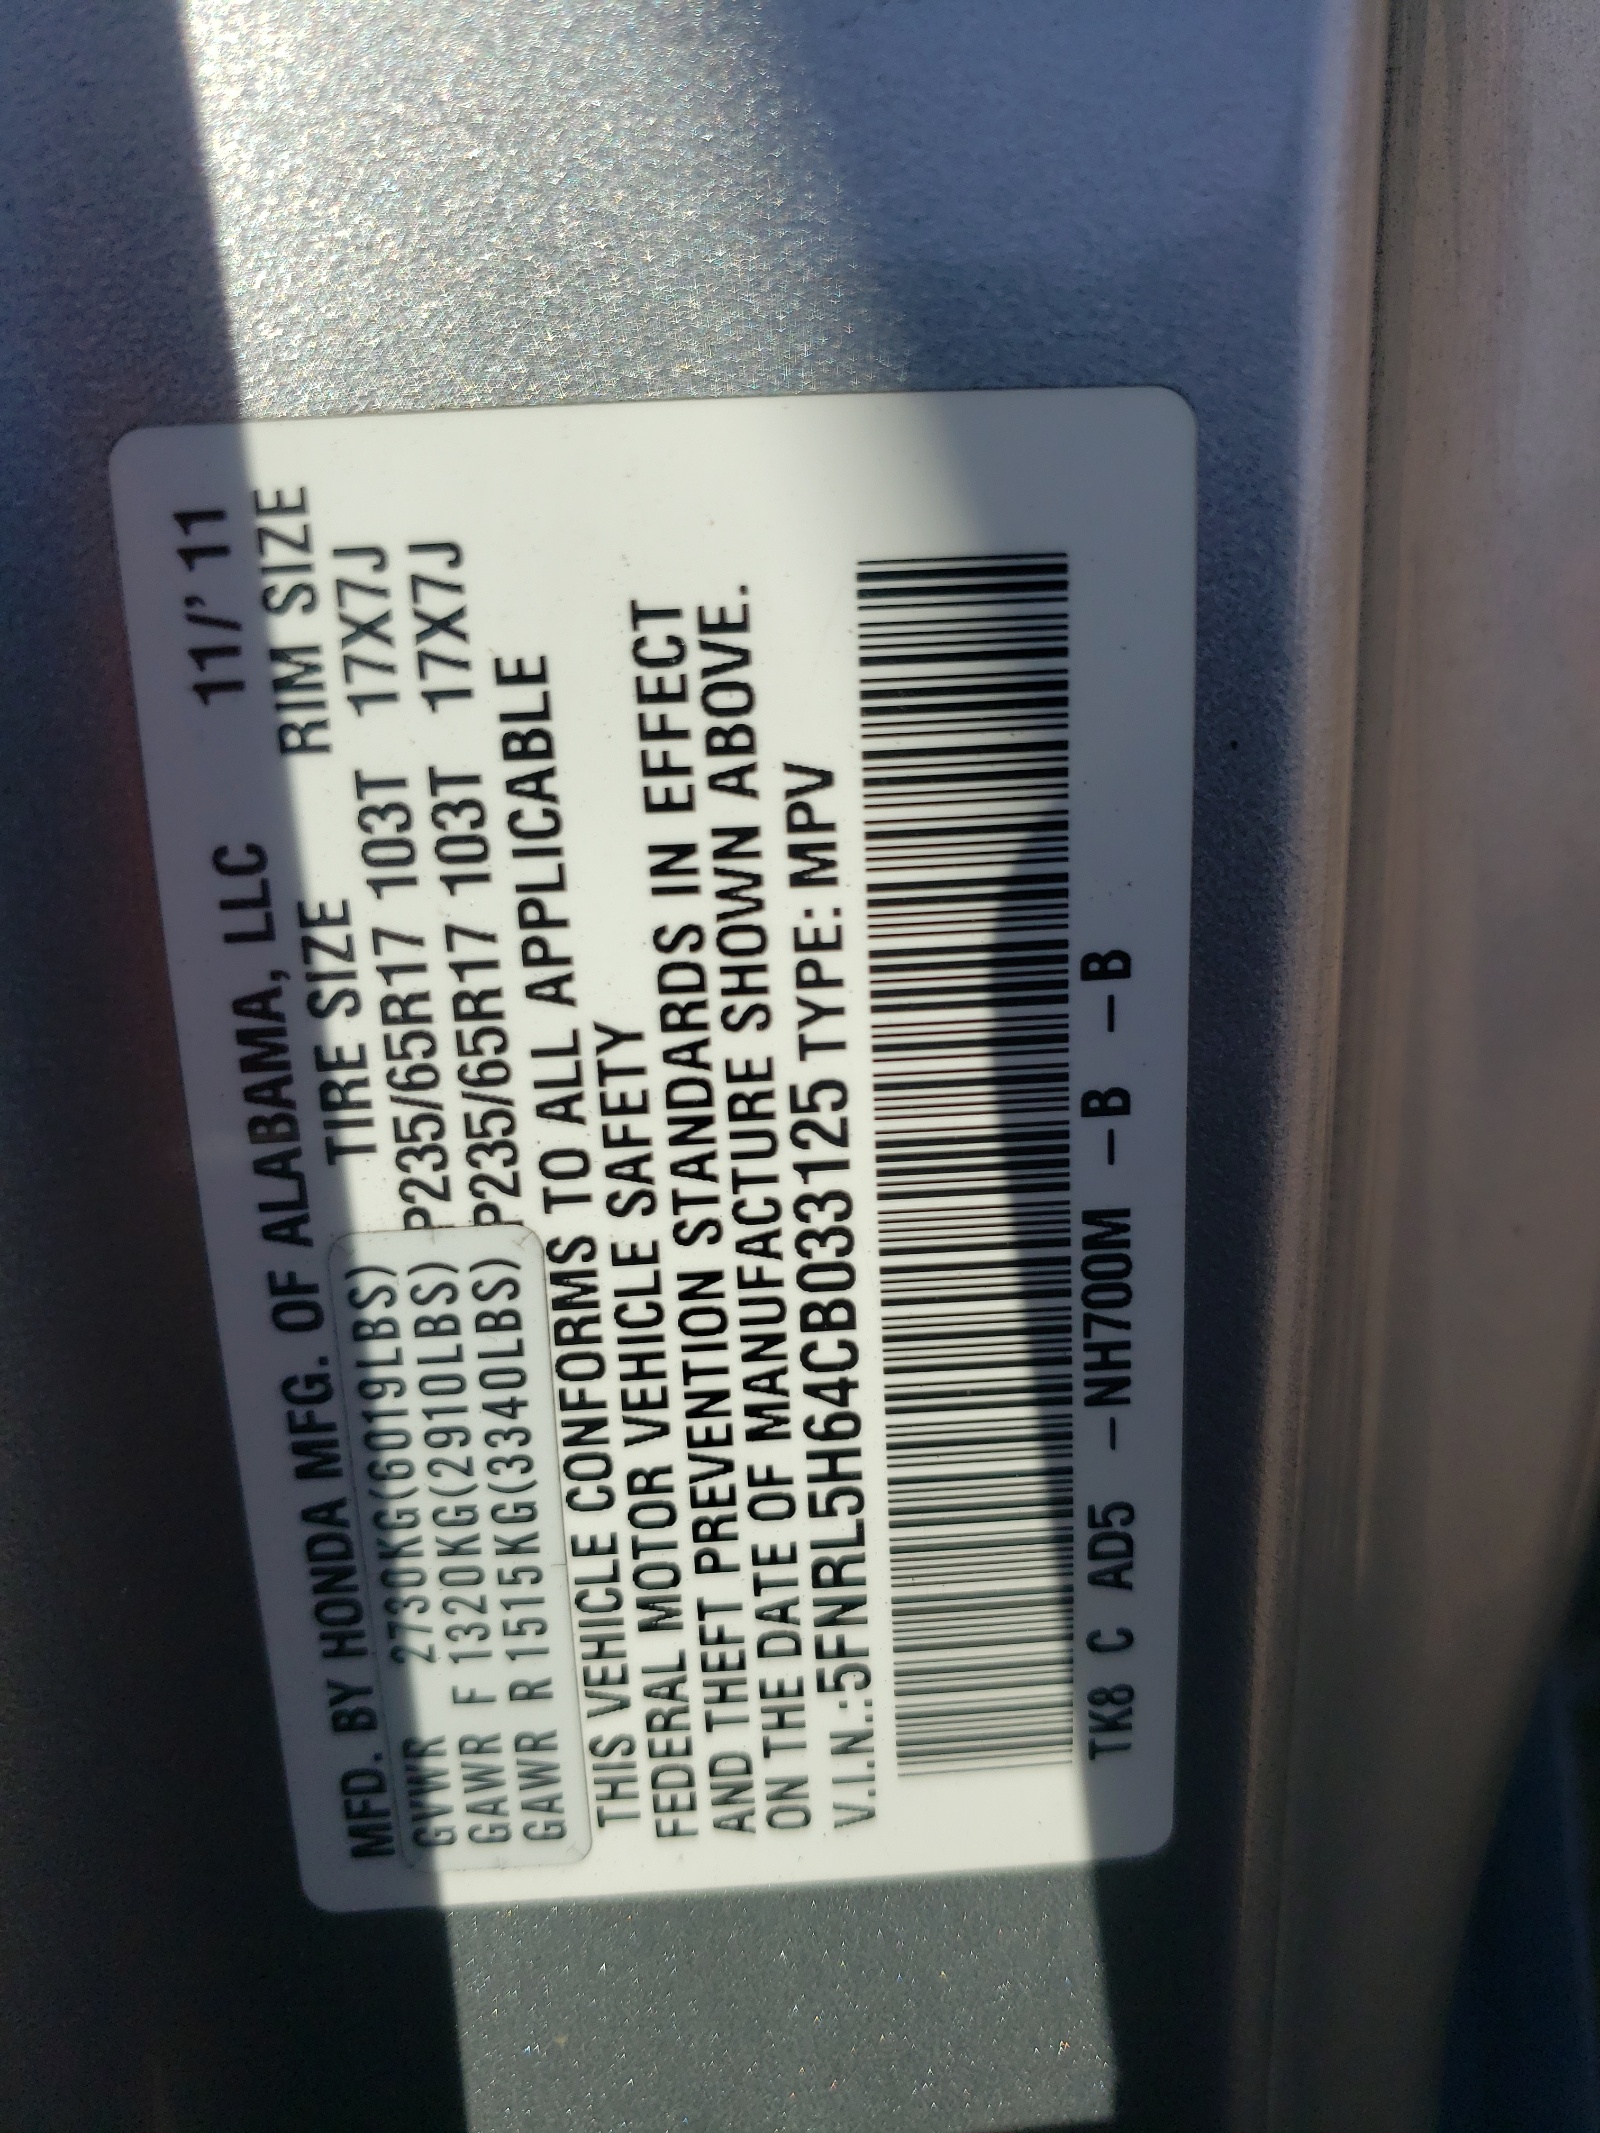 MFD. BY HONDA MFG. OF ALABAMA, LLC 11/' 11
TIRE SIZE RIM SIZE
GVWR 2730KG(6019LBS)
GAWR F 1320KG(2910LBS) P235/65R17 103T 17X7J
GAWR R 1515KG(3340LBS) P235/65R17 103T 17X7J
THIS VEHICLE CONFORMS TO ALL APPLICABLE
FEDERAL MOTOR VEHICLE SAFETY
AND THEFT PREVENTION STANDARDS IN EFFECT
ON THE DATE OF MANUFACTURE SHOWN ABOVE.
V.I.N.:5FNRL5H64CB033125 TYPE: MPV
TK8 C AD5 –NH700M –B –B